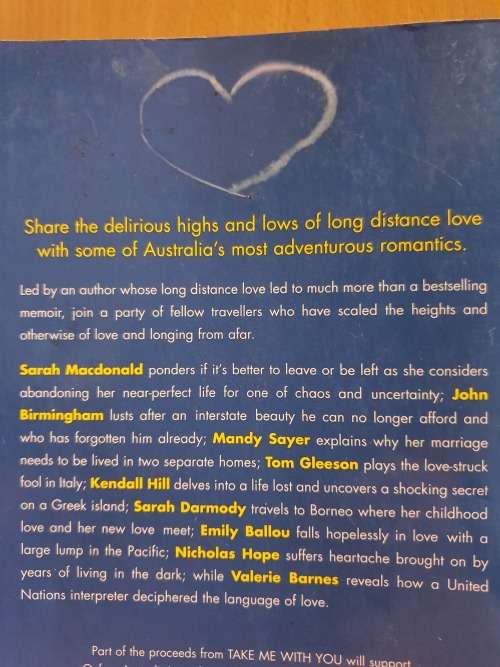 Share the delirious highs and lows of long distance love
with some of Australia's most adventurous romantics.
Led by an author whose long distance love led to much more than a bestselling
memoir, join a party of fellow travellers who have scaled the heights and
otherwise of love and longing from afar.
Sarah Macdonald ponders if it's better to leave or be left as she considers
abandoning her near-perfect life for one of chaos and uncertainty; John
Birmingham lusts after an interstate beauty he can no longer afford and
who has forgotten him already; Mandy Sayer explains why her marriage
needs to be lived in two separate homes; Tom Gleeson plays the love-struck
fool in Italy; Kendall Hill delves into a life lost and uncovers a shocking secret
on a Greek island; Sarah Darmody travels to Borneo where her childhood
love and her new love meet; Emily Ballou falls hopelessly in love with a
large lump in the Pacific; Nicholas Hope suffers heartache brought on by
years of living in the dark; while Valerie Barnes reveals how a United
Nations interpreter deciphered the language of love.
Part of the proceeds from TAKE ME WITH YOU will support